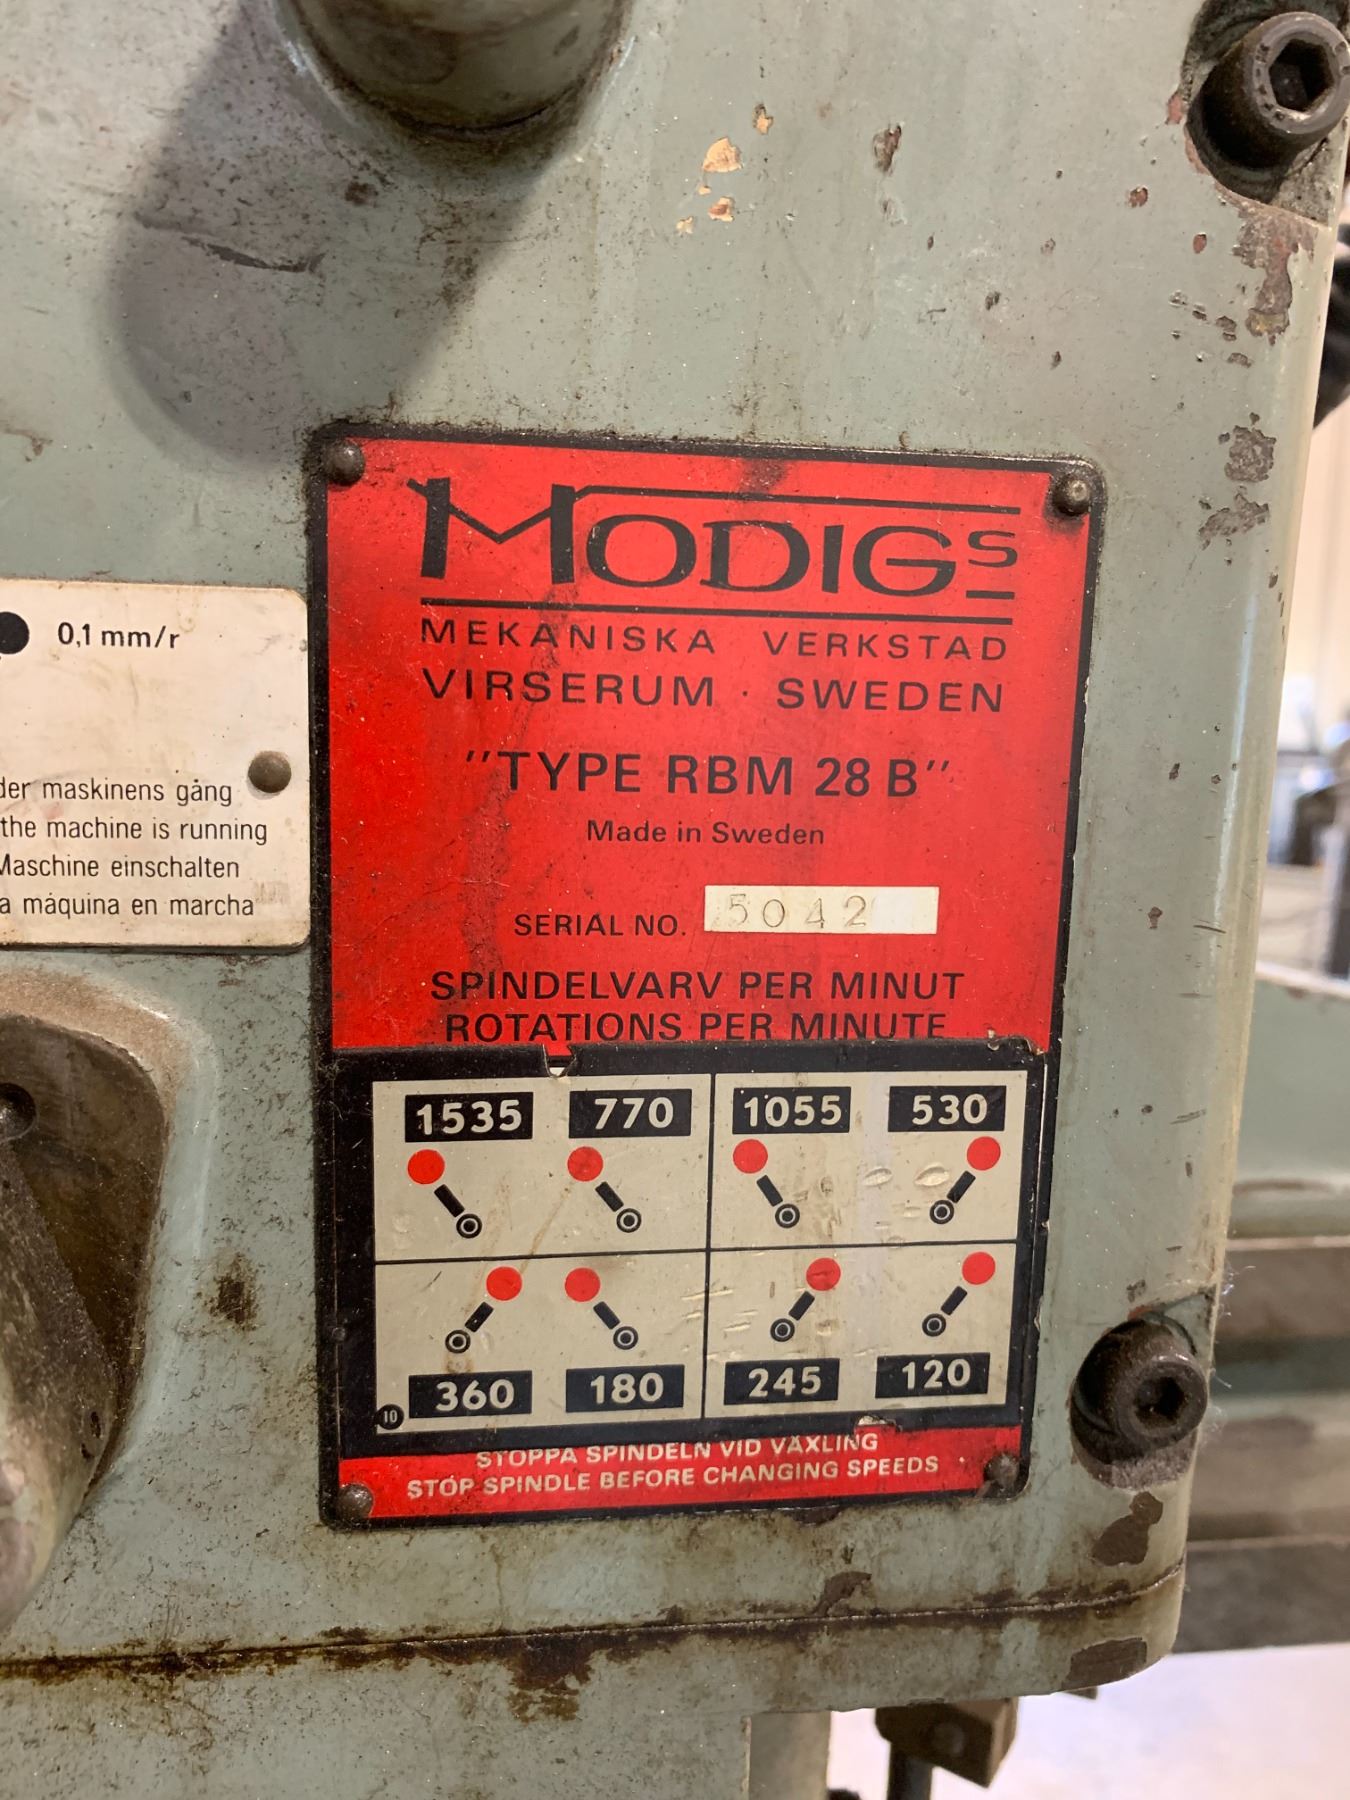 MODIGS
MEKANISKA VERKSTAD
VIRSERUM · SWEDEN
"TYPE RBM 28 B"
Made in Sweden
SERIAL NO. 5042
SPINDELVARV PER MINUT
ROTATIONS PER MINUTE
1535 770 1055 530
360 180 245 120
10
STOPPA SPINDELN VID VÄXLING
STOP SPINDLE BEFORE CHANGING SPEEDS
0,1 mm/r
maskinens gång
the machine is running
Maschine einschalten
máquina en marcha